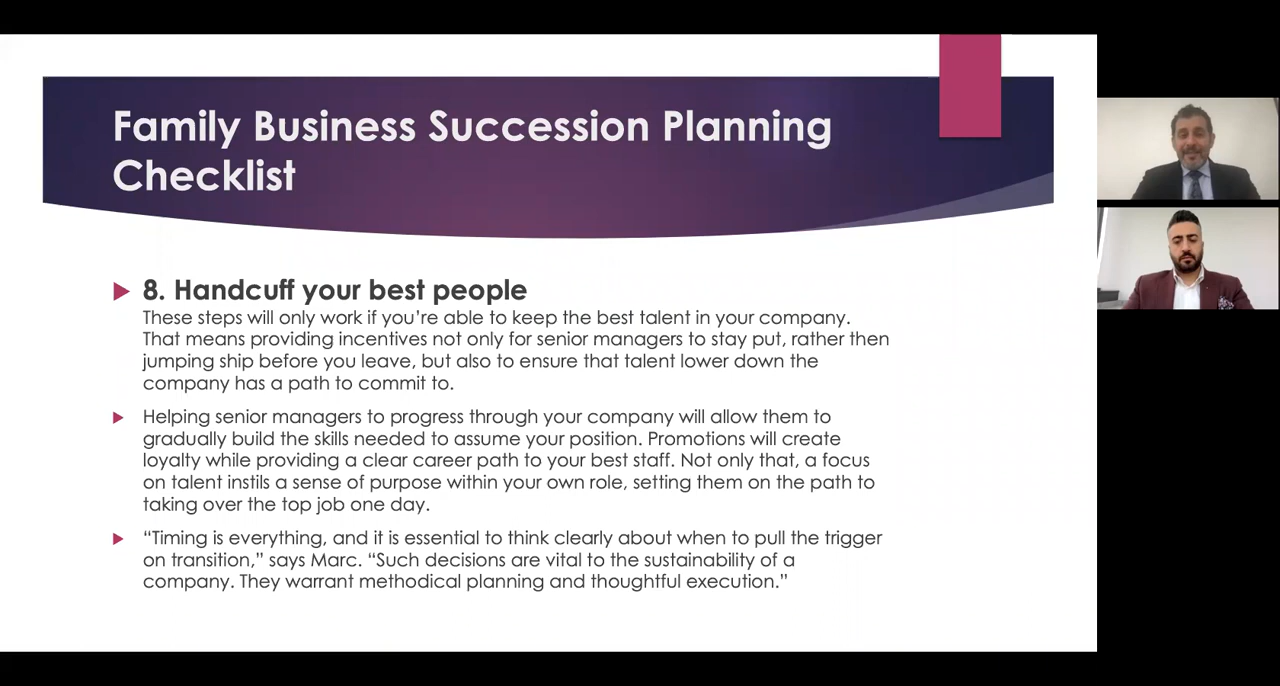 Family Business Succession Planning
Checklist
8. Handcuff your best people
These steps will only work if you’re able to keep the best talent in your company.
That means providing incentives not only for senior managers to stay put, rather then
jumping ship before you leave, but also to ensure that talent lower down the
company has a path to commit to.
Helping senior managers to progress through your company will allow them to
gradually build the skills needed to assume your position. Promotions will create
loyalty while providing a clear career path to your best staff. Not only that, a focus
on talent instils a sense of purpose within your own role, setting them on the path to
taking over the top job one day.
“Timing is everything, and it is essential to think clearly about when to pull the trigger
on transition,” says Marc. “Such decisions are vital to the sustainability of a
company. They warrant methodical planning and thoughtful execution.”